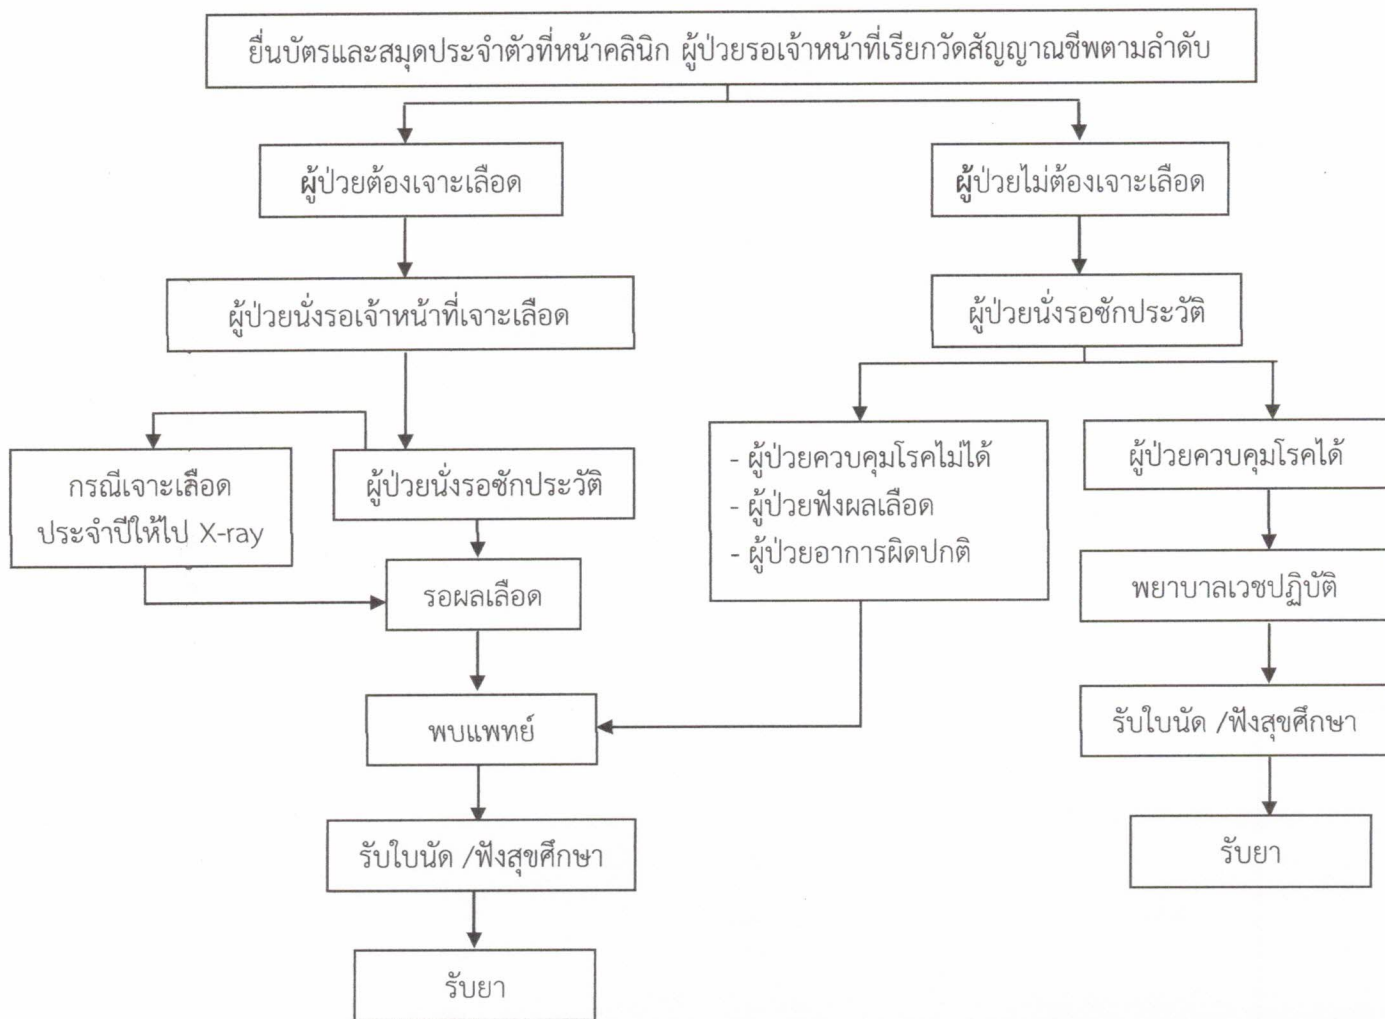 ยื่นบัตรและสมุดประจำตัวที่หน้าคลินิก ผู้ป่วยรอเจ้าหน้าที่เรียกวัดสัญญาณชีพตามลำดับ
ผู้ป่วยต้องเจาะเลือด
ผู้ป่วยไม่ต้องเจาะเลือด
ผู้ป่วยนั่งรอเจ้าหน้าที่เจาะเลือด
ผู้ป่วยนั่งรอซักประวัติ
กรณีเจาะเลือด
ประจำปีให้ไป X-ray
ผู้ป่วยนั่งรอซักประวัติ
- ผู้ป่วยควบคุมโรคไม่ได้
- ผู้ป่วยฟังผลเลือด
- ผู้ป่วยอาการผิดปกติ
ผู้ป่วยควบคุมโรคได้
รอผลเลือด
พยาบาลเวชปฏิบัติ
พบแพทย์
รับใบนัด /ฟังสุขศึกษา
รับใบนัด /ฟังสุขศึกษา
รับยา
รับยา